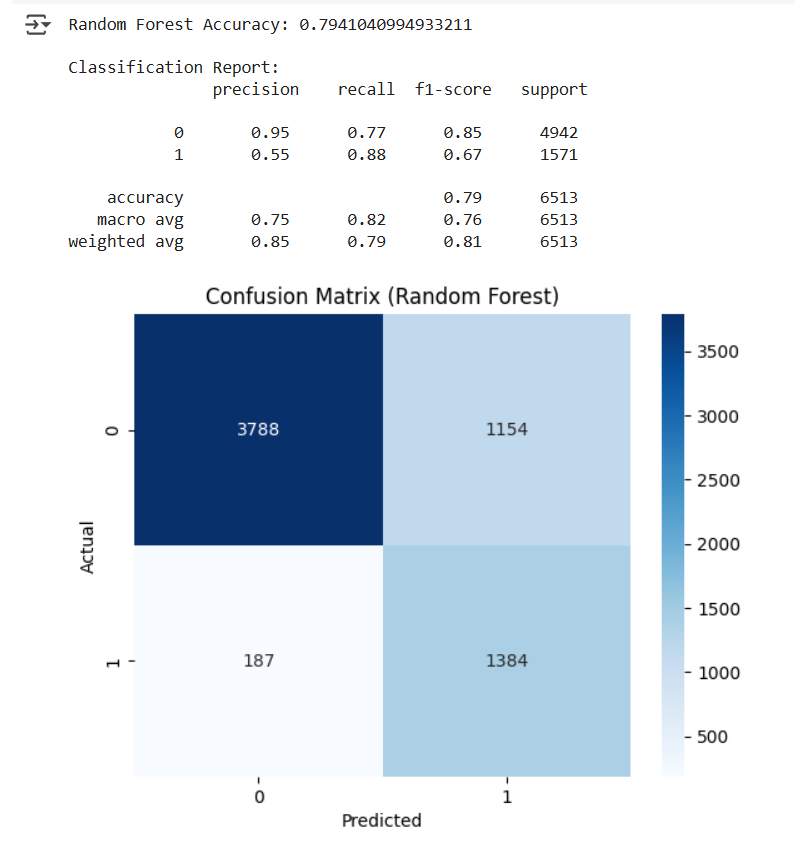 Random Forest Accuracy: 0.7941040994933211
Classification Report:
precision recall f1-score support
0 0.95 0.77 0.85 4942
1 0.55 0.88 0.67 1571
accuracy 0.79 6513
macro avg 0.75 0.82 0.76 6513
weighted avg 0.85 0.79 0.81 6513
Confusion Matrix (Random Forest)
3500
3000
2500
2000
1500
1000
500
Actual
0
3788 1154
1
187 1384
0 1
Predicted